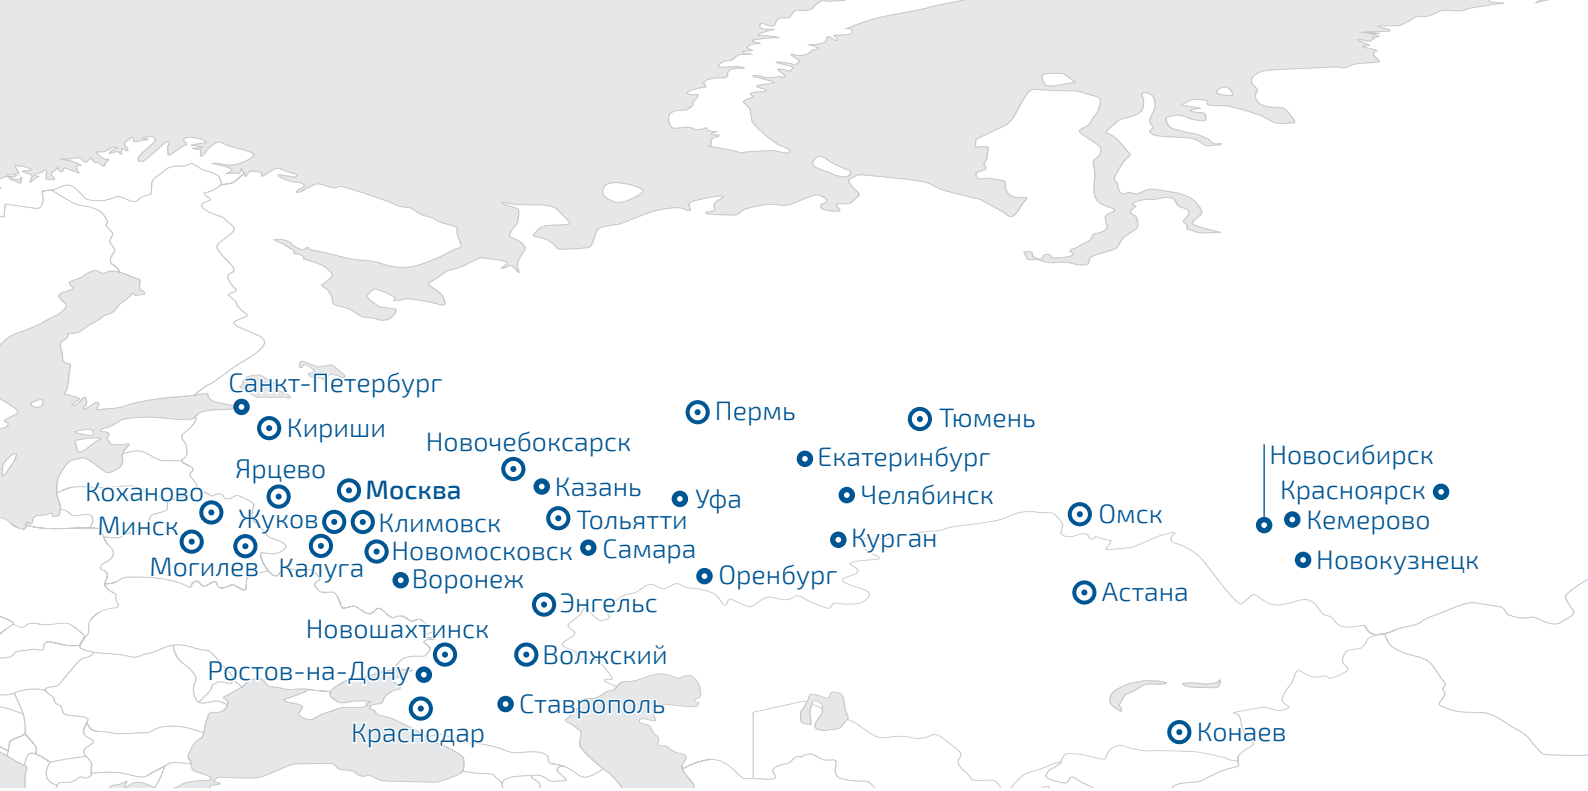 Санкт-Петербург
Кириши
Пермь
Тюмень
Новочебоксарск
Екатеринбург
Новосибирск
Ярцево
Москва
Казань
Уфа
Челябинск
Красноярск
Коханово
Минск
Жуков
Климовск
Тольятти
Омск
Кемерово
Могилев
Калуга
Новомосковск
Самара
Курган
Новокузнецк
Воронеж
Оренбург
Энгельс
Астана
Новошахтинск
Волжский
Ростов-на-Дону
Ставрополь
Краснодар
Конаев